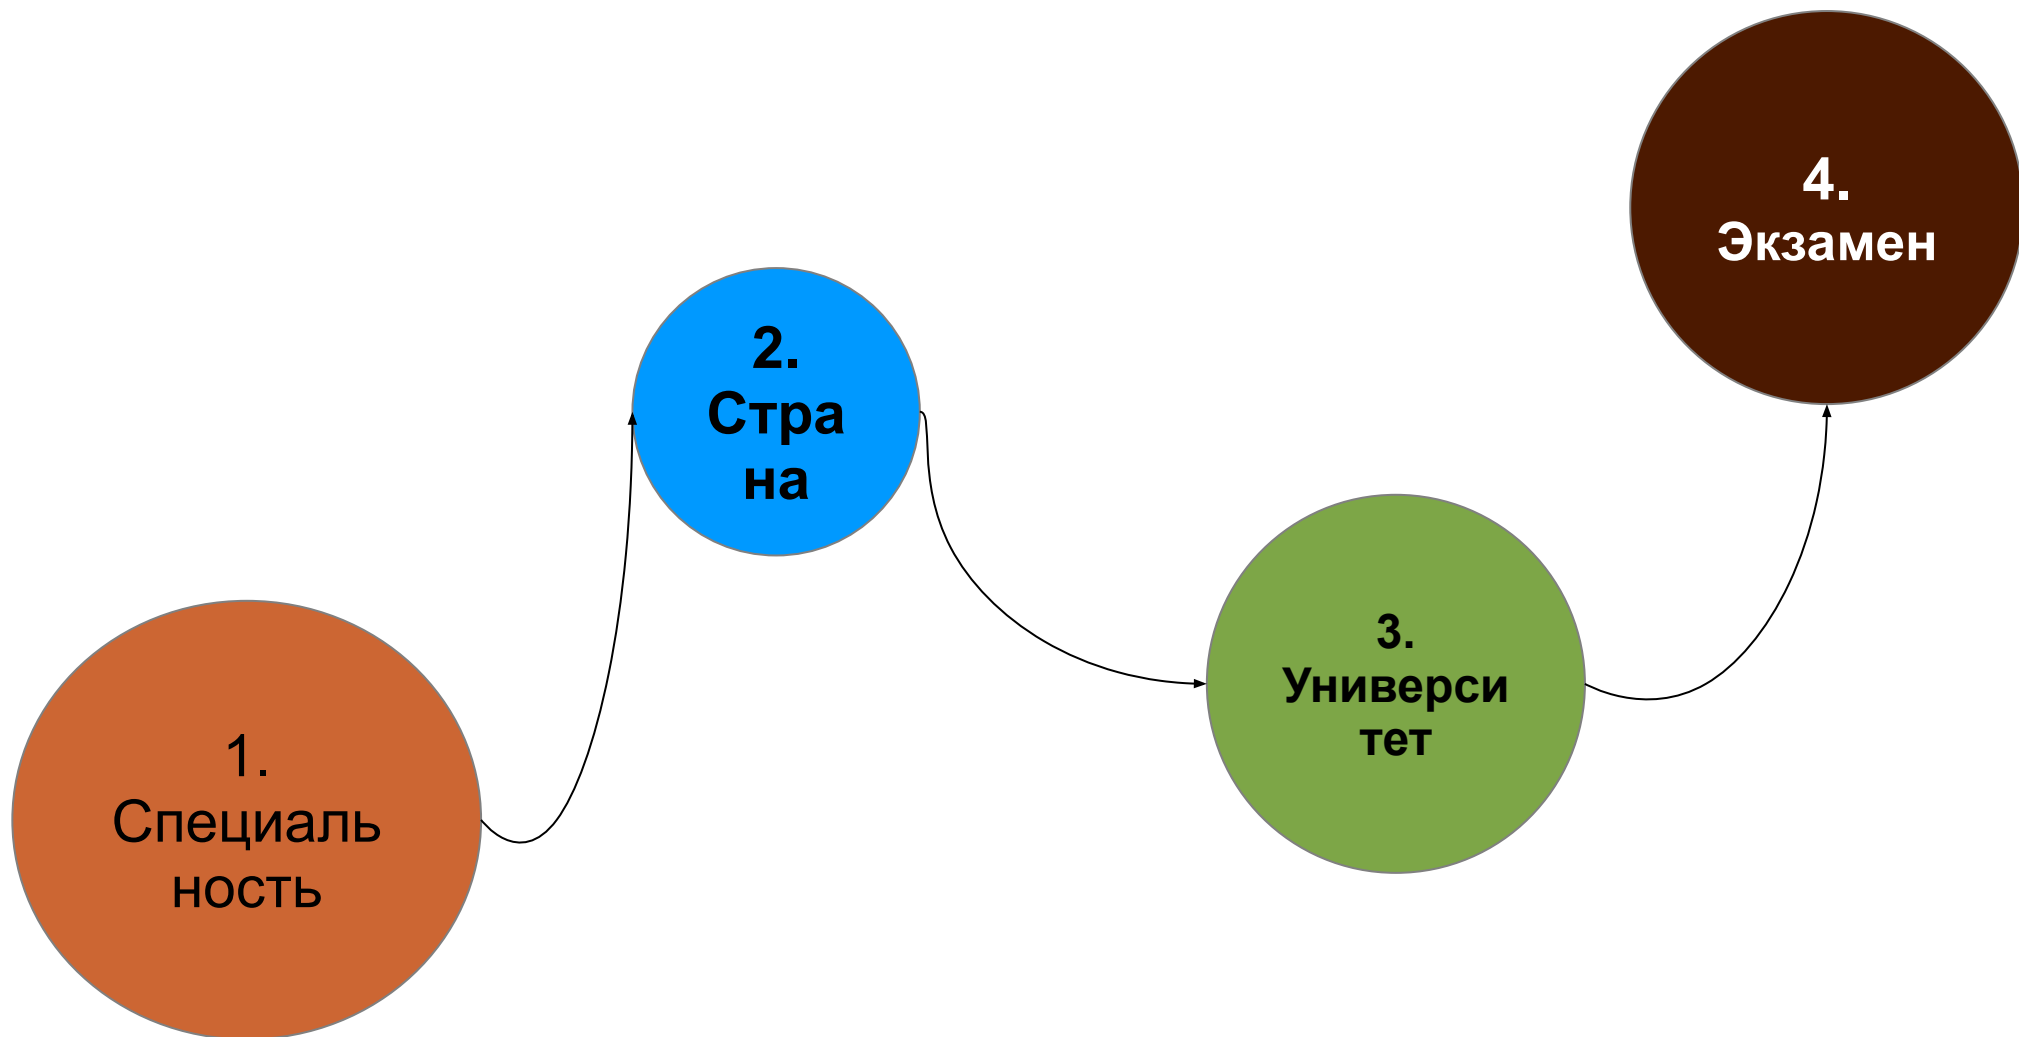 1.
Специаль
ность
2.
Стра
на
3.
Универси
тет
4.
Экзамен